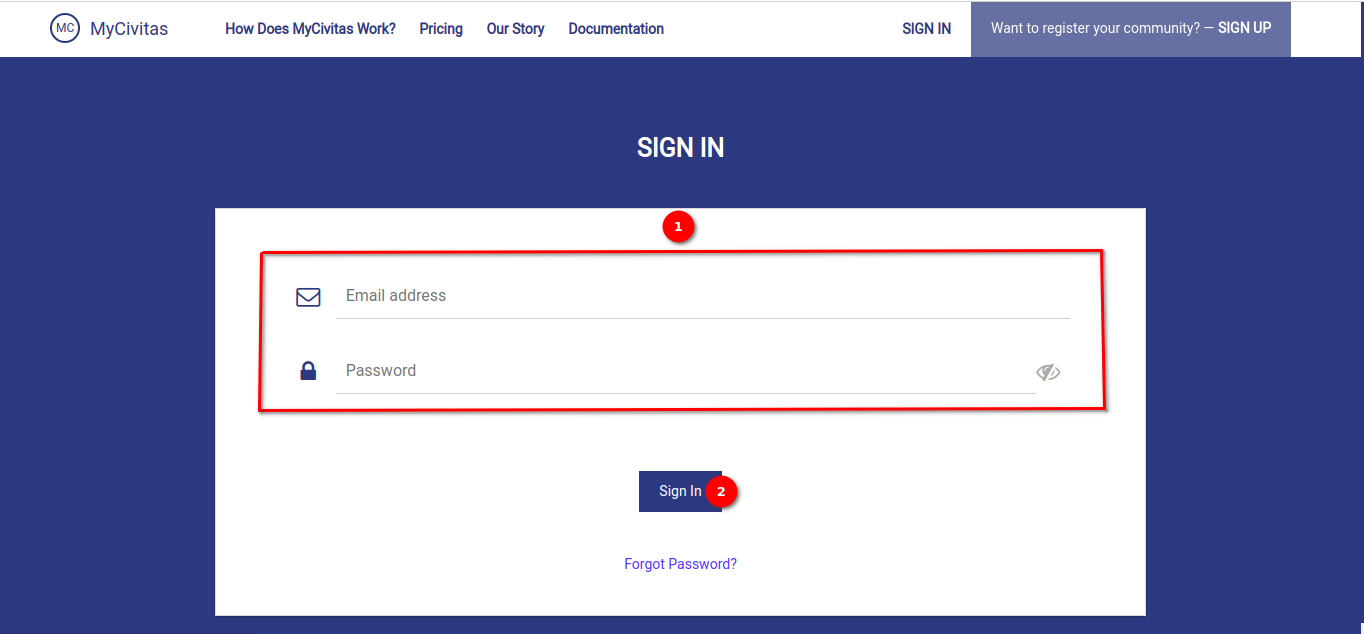 MC MyCivitas How Does MyCivitas Work? Pricing Our Story Documentation SIGN IN Want to register your community? — SIGN UP
SIGN IN
1
Email address
Password
Sign In 2
Forgot Password?